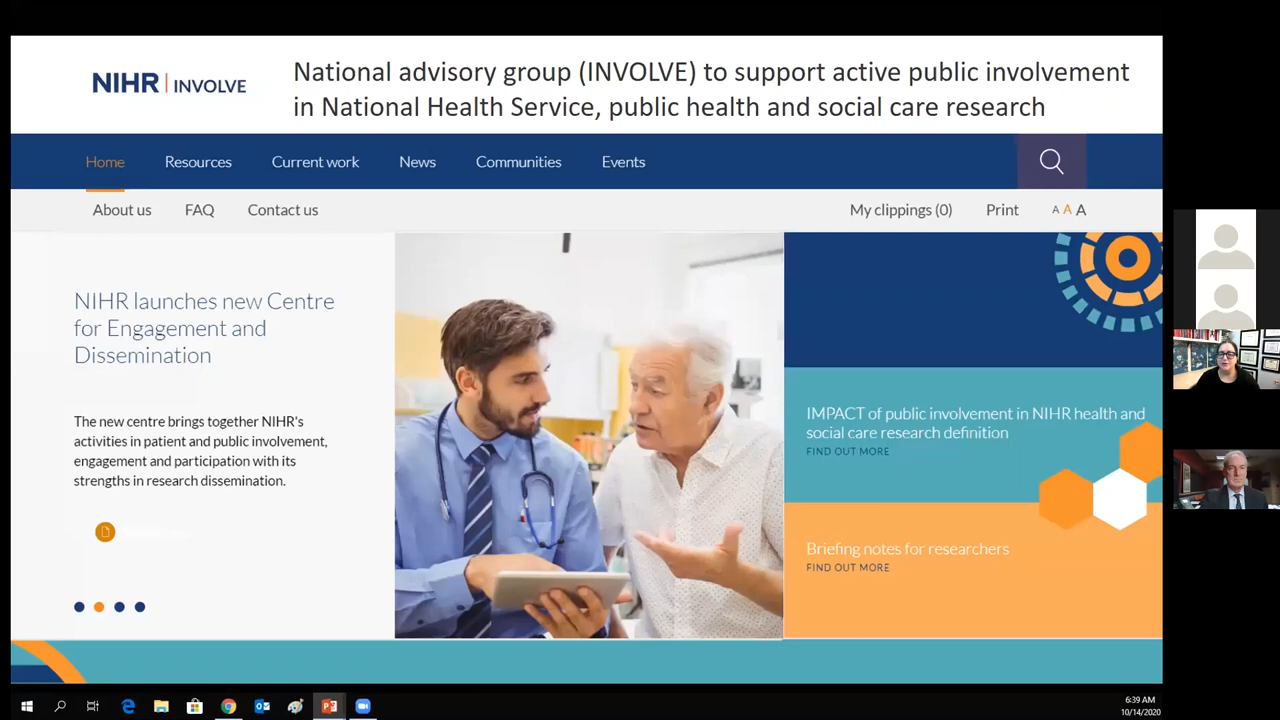 NIHR | INVOLVE
National advisory group (INVOLVE) to support active public involvement
in National Health Service, public health and social care research
Home Resources Current work News Communities Events
About us FAQ Contact us My clippings (0) Print A A A
NIHR launches new Centre
for Engagement and
Dissemination
The new centre brings together NIHR's
activities in patient and public involvement,
engagement and participation with its
strengths in research dissemination.
IMPACT of public involvement in NIHR health and
social care research definition
FIND OUT MORE
Briefing notes for researchers
FIND OUT MORE
6:39 AM
10/14/2020